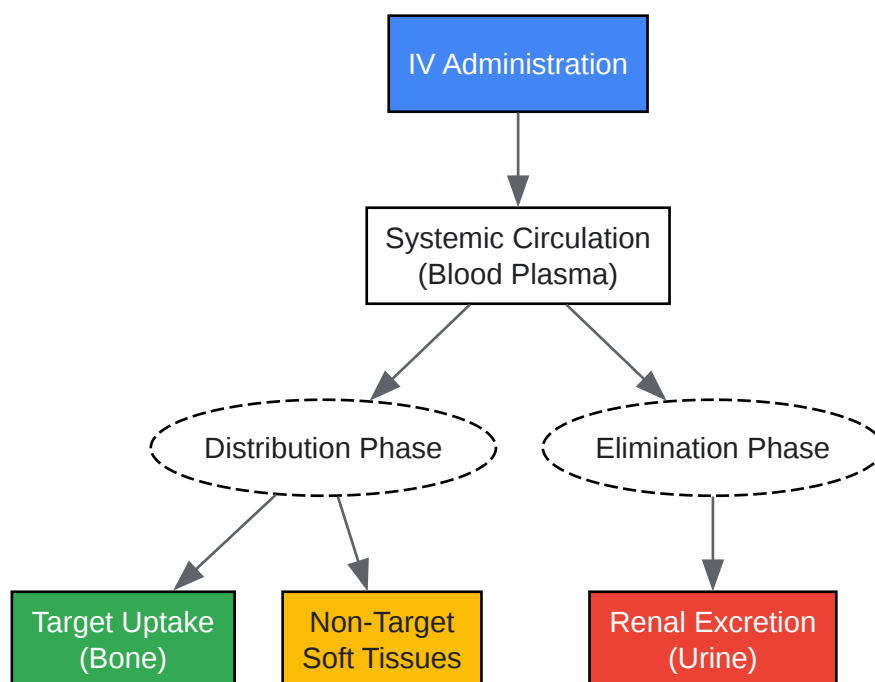 IV Administration
Systemic Circulation
(Blood Plasma)
Distribution Phase
Elimination Phase
Target Uptake
(Bone)
Non-Target
Soft Tissues
Renal Excretion
(Urine)